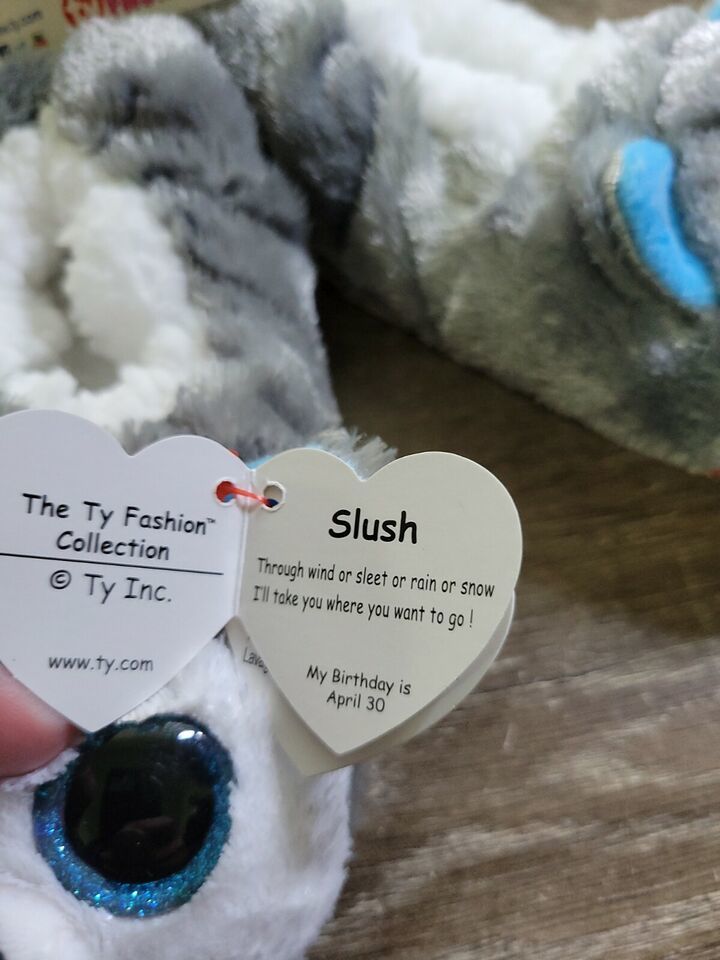 The Ty Fashion™
Collection
© Ty Inc.
www.ty.com
Slush
Through wind or sleet or rain or snow
I'll take you where you want to go !
My Birthday is
April 30